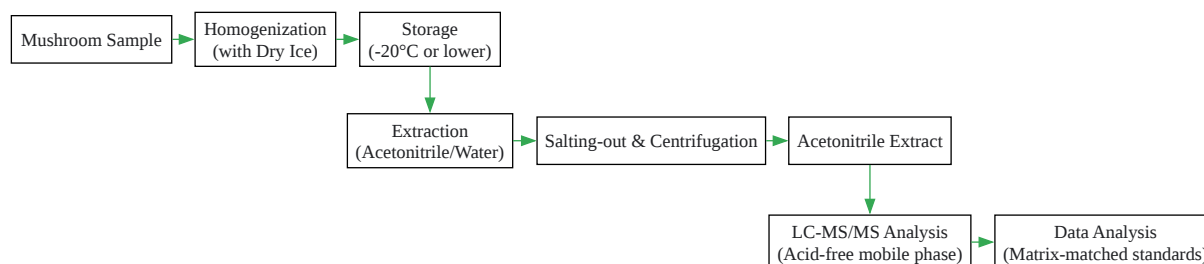 Mushroom Sample
Homogenization
(with Dry Ice)
Storage
(-20°C or lower)
Extraction
(Acetonitrile/Water)
Salting-out & Centrifugation
Acetonitrile Extract
LC-MS/MS Analysis
(Acid-free mobile phase)
Data Analysis
(Matrix-matched standards)